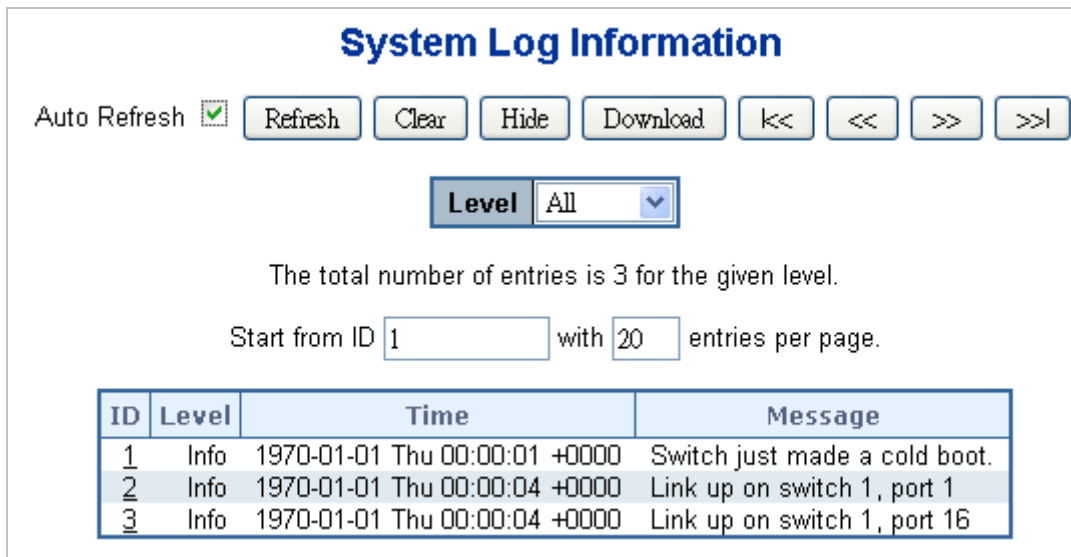 System Log Information
Auto Refresh Refresh Clear Hide Download |<< << >> >>|
Level All
The total number of entries is 3 for the given level.
Start from ID 1 with 20 entries per page.
ID Level Time Message
1 Info 1970-01-01 Thu 00:00:01 +0000 Switch just made a cold boot.
2 Info 1970-01-01 Thu 00:00:04 +0000 Link up on switch 1, port 1
3 Info 1970-01-01 Thu 00:00:04 +0000 Link up on switch 1, port 16